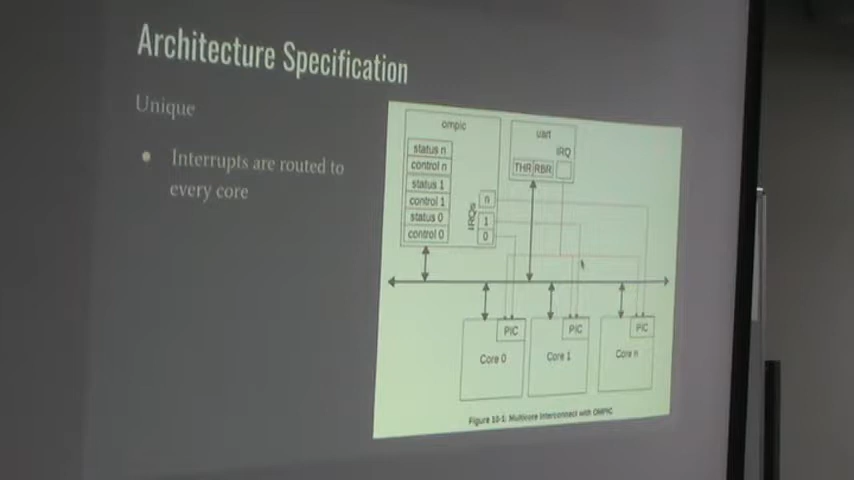 Architecture Specification
Unique
Interrupts are routed to
every core
ompic
status n
control n
status 1
control 1
status 0
control 0
IRQs
n
1
0
uart
IRQ
THR RBR
PIC
Core 0
PIC
Core 1
PIC
Core n
Figure 10-1: Multicore Interconnect with OMPIC